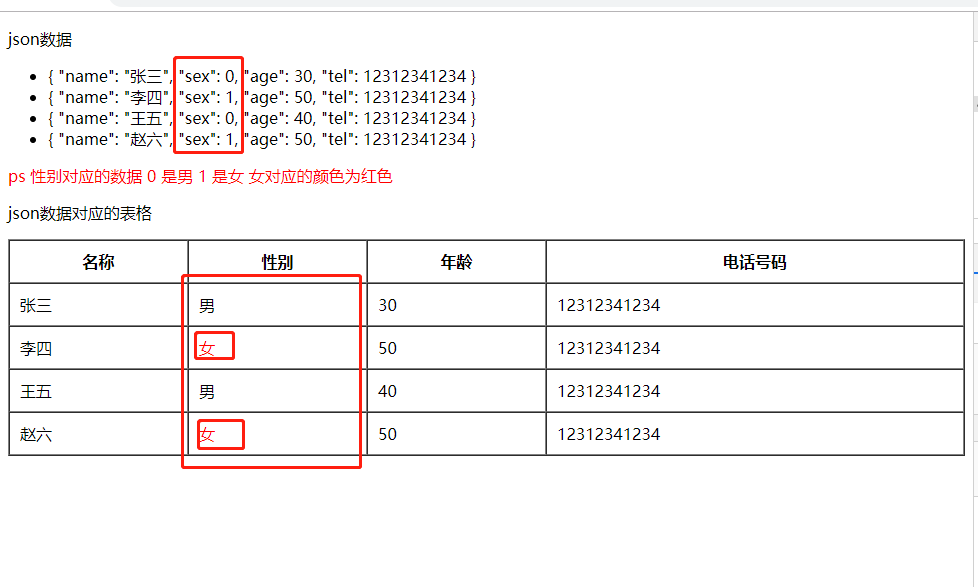 json数据
{ "name": "张三", "sex": 0, "age": 30, "tel": 12312341234 }
{ "name": "李四", "sex": 1, "age": 50, "tel": 12312341234 }
{ "name": "王五", "sex": 0, "age": 40, "tel": 12312341234 }
{ "name": "赵六", "sex": 1, "age": 50, "tel": 12312341234 }
ps 性别对应的数据 0 是男 1 是女 女对应的颜色为红色
json数据对应的表格
名称 性别 年龄 电话号码
张三 男 30 12312341234
李四 女 50 12312341234
王五 男 40 12312341234
赵六 女 50 12312341234